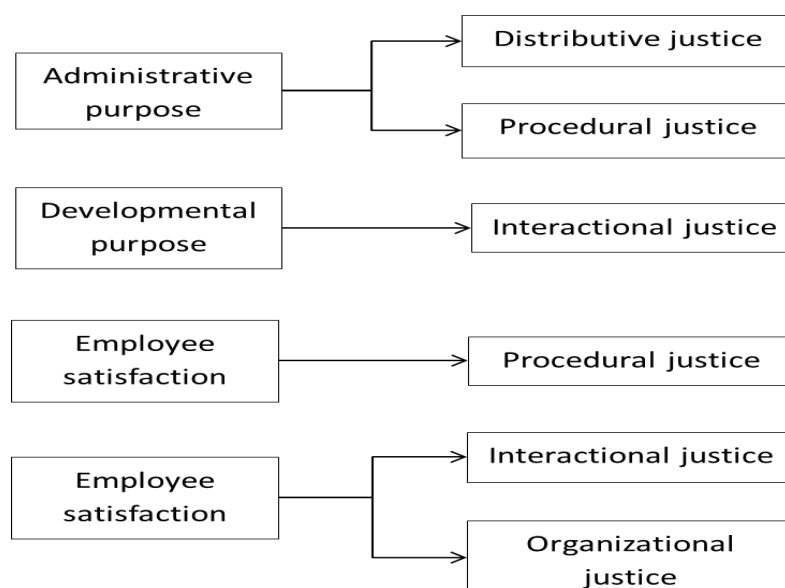 Distributive justice
Administrative
purpose
Procedural justice
Developmental
purpose
Interactional justice
Employee
satisfaction
Procedural justice
Employee
satisfaction
Interactional justice
Organizational
justice